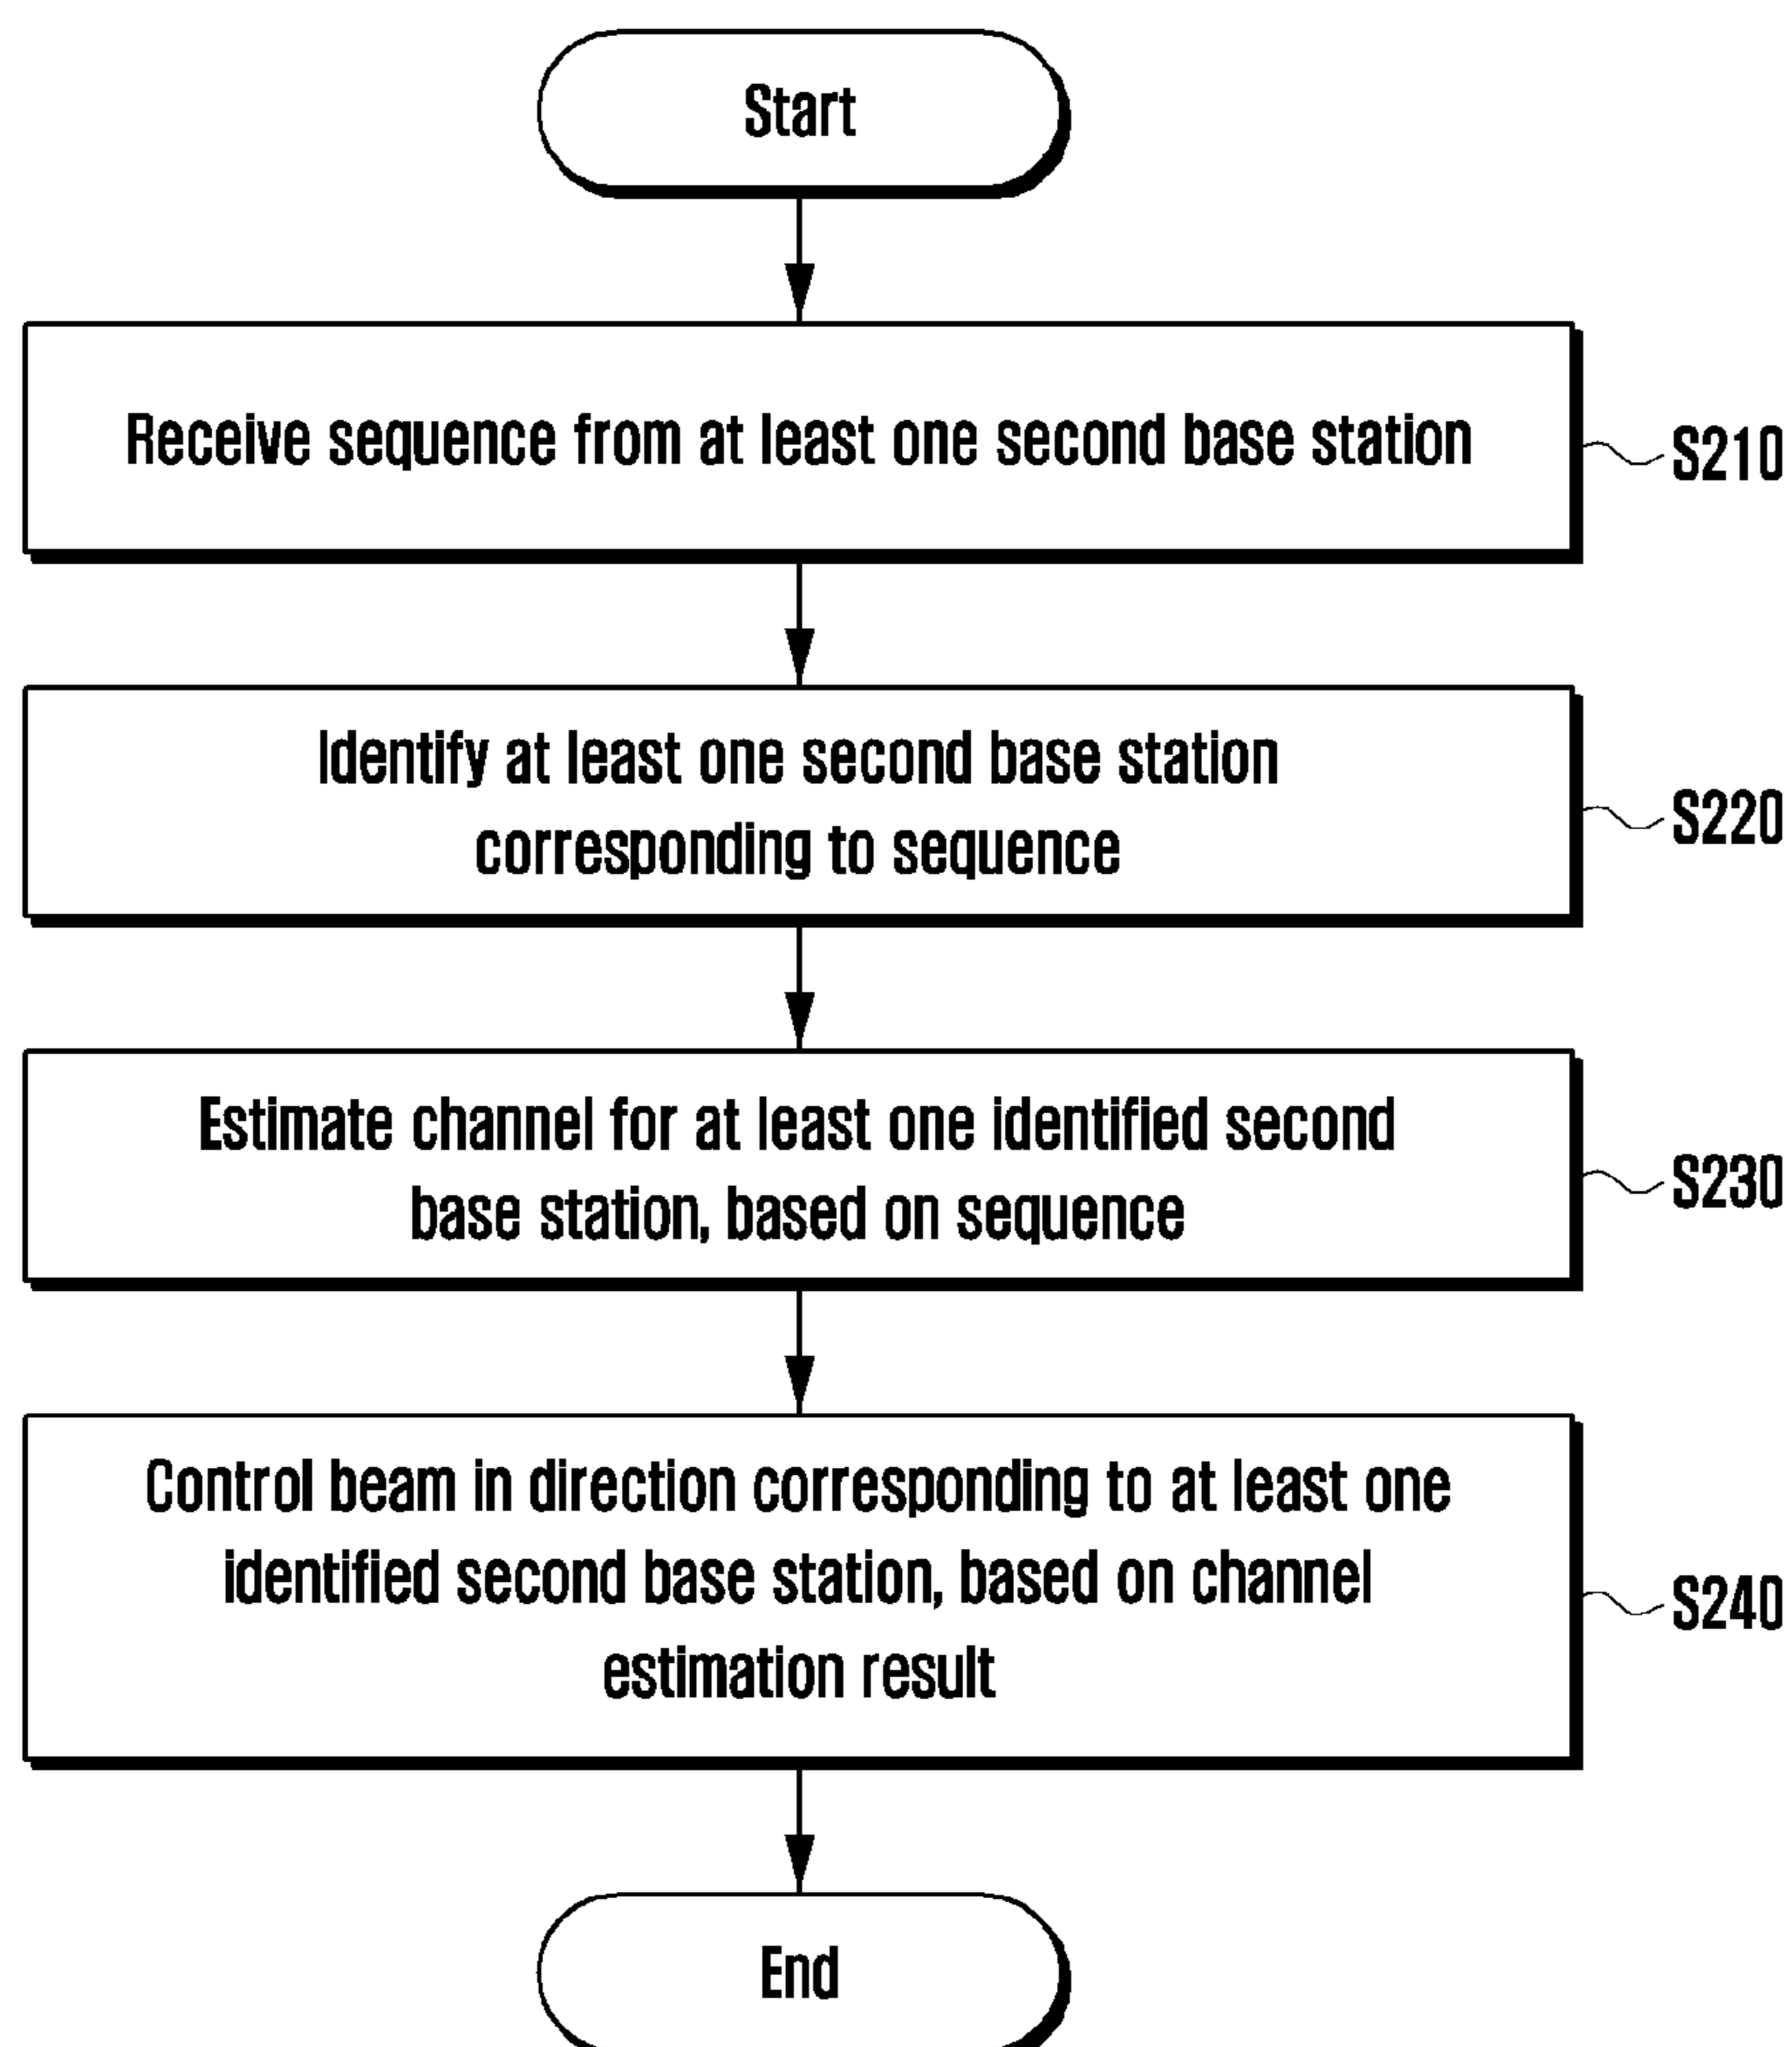 Start
Receive sequence from at least one second base station
S210
Identify at least one second base station
corresponding to sequence
S220
Estimate channel for at least one identified second
base station, based on sequence
S230
Control beam in direction corresponding to at least one
identified second base station, based on channel
estimation result
S240
End